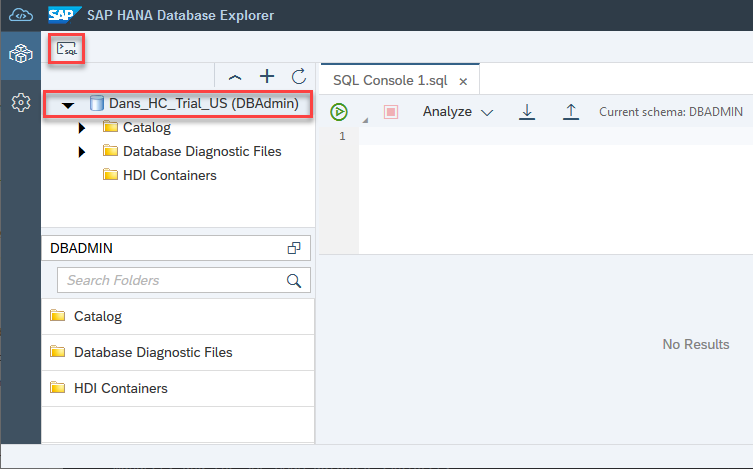 SAP SAP HANA Database Explorer
SQL
SQL Console 1.sql
Dans_HC_Trial_US (DBAdmin)
Catalog
Database Diagnostic Files
HDI Containers
Analyze
Current schema: DBADMIN
1
DBADMIN
Search Folders
Catalog
Database Diagnostic Files
HDI Containers
No Results